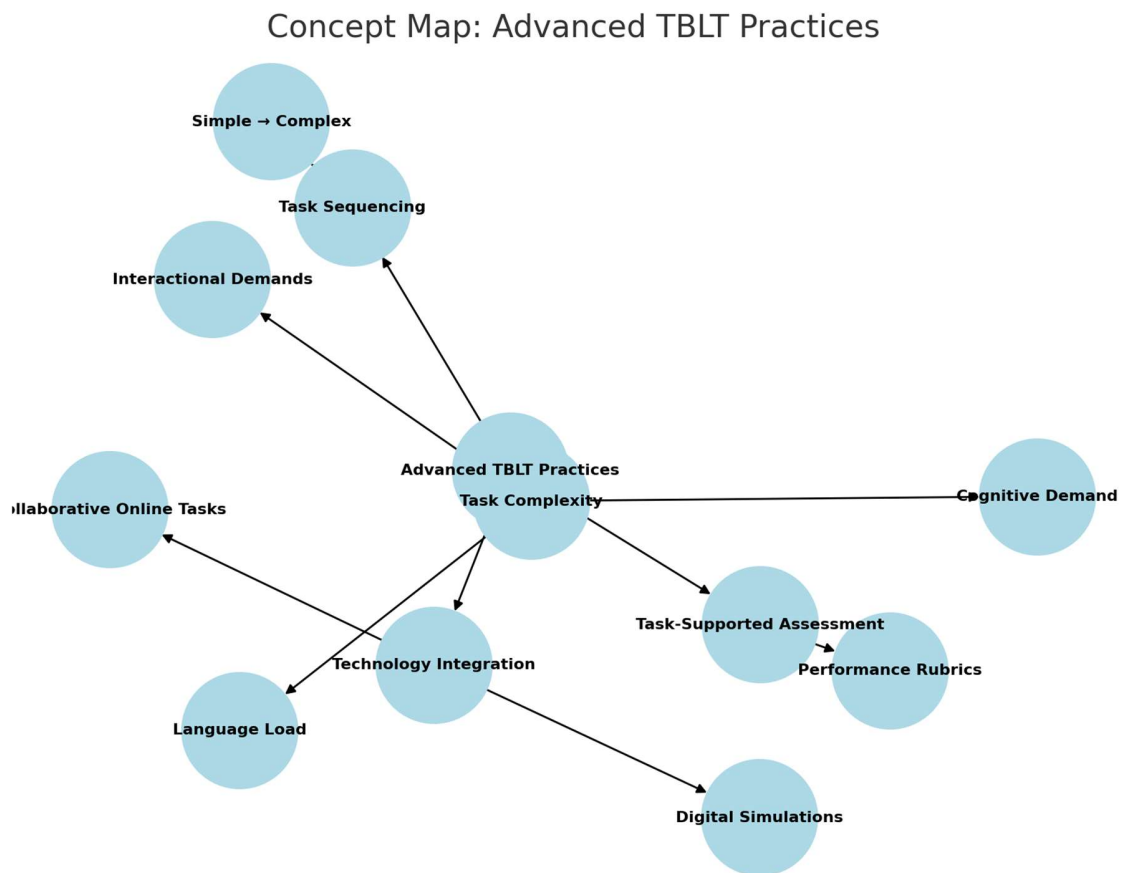 Concept Map: Advanced TBLT Practices
Simple → Complex
Task Sequencing
Interactional Demands
Advanced TBLT Practices
Task Complexity
Cognitive Demand
ollaborative Online Tasks
Task-Supported Assessment
Technology Integration
Performance Rubrics
Language Load
Digital Simulations